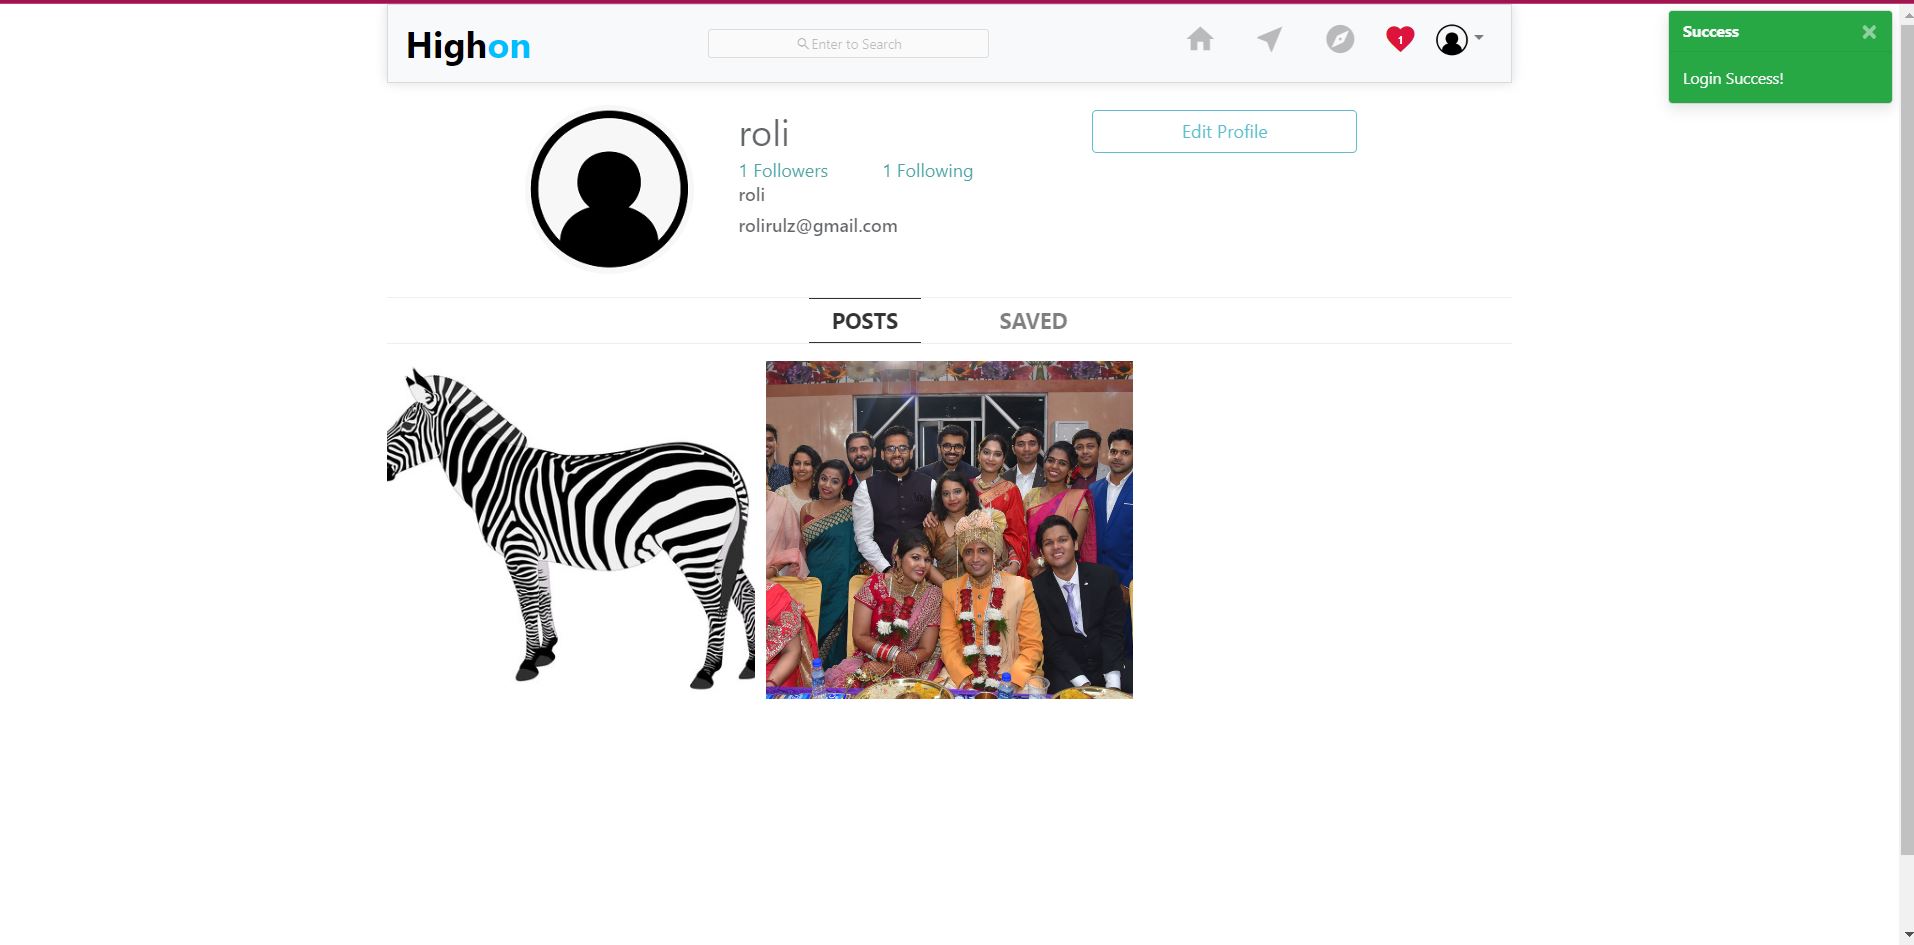 Highon
Enter to Search
1
Success
Login Success!
roli
Edit Profile
1 Followers
1 Following
roli
rolirulz@gmail.com
POSTS
SAVED